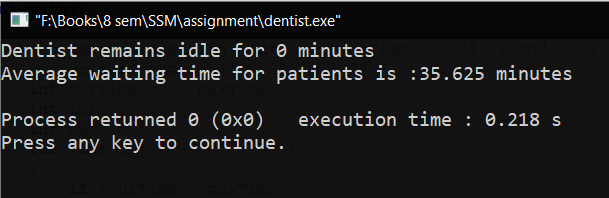 "F:\Books\8 sem\SSM\assignment\dentist.exe"
Dentist remains idle for 0 minutes
Average waiting time for patients is :35.625 minutes
Process returned 0 (0x0)   execution time : 0.218 s
Press any key to continue.